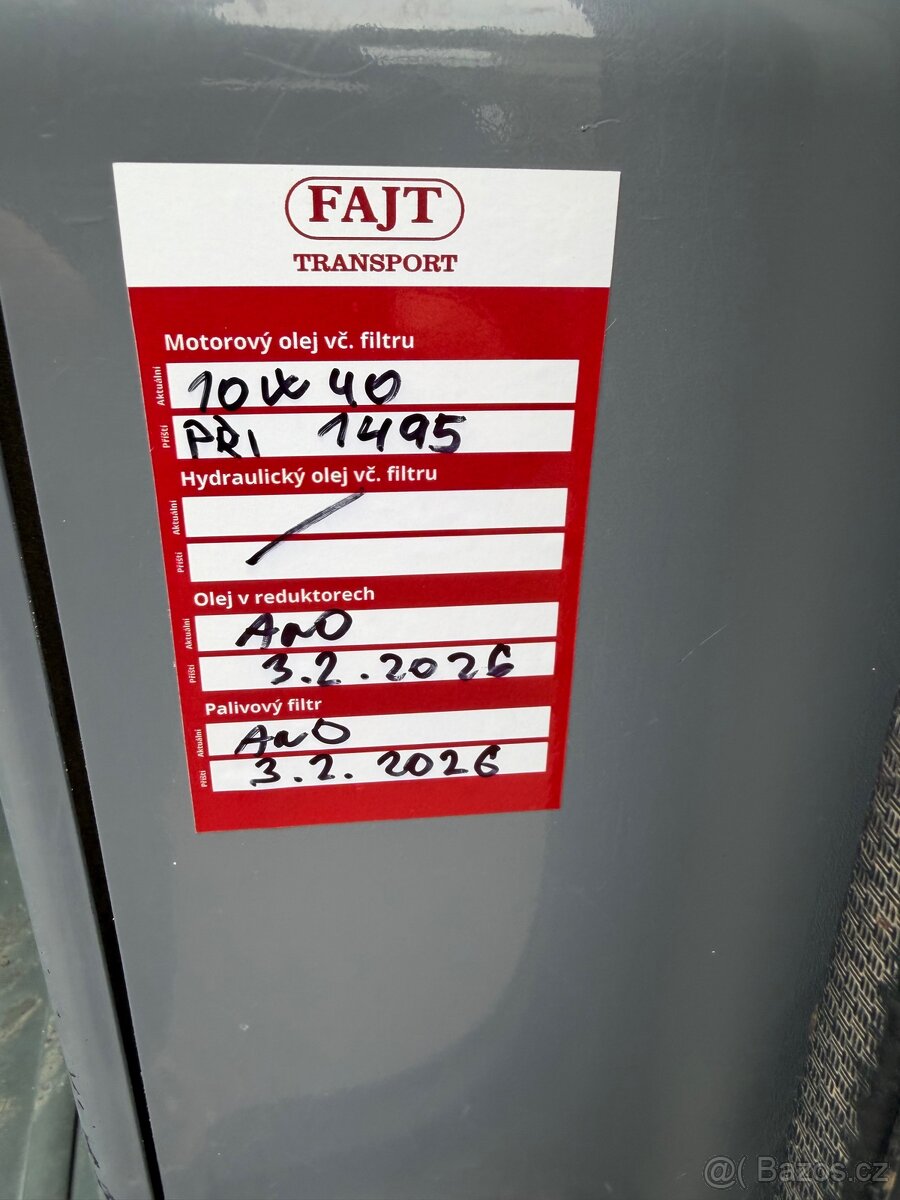 FAJT
TRANSPORT
Motorový olej vč. filtru
Aktuální 10W40
Příští PŘI 1495
Hydraulický olej vč. filtru
Aktuální /
Příští
Olej v reduktorech
Aktuální ANO
Příští 3.2.2026
Palivový filtr
Aktuální ANO
Příští 3.2.2026
@( Bazos.cz